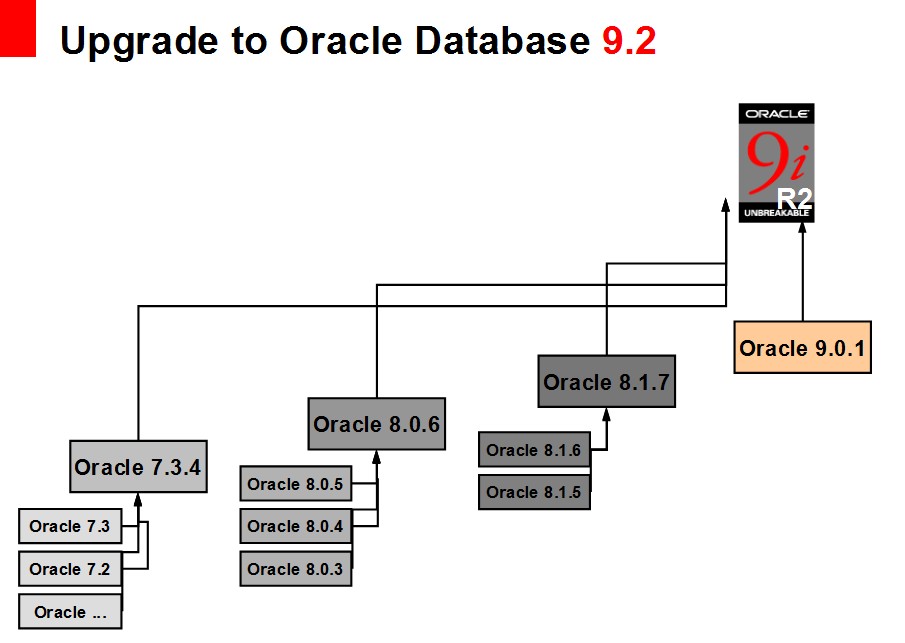 Upgrade to Oracle Database 9.2
ORACLE
9i
R2
UNBREAKABLE
Oracle 9.0.1
Oracle 8.1.7
Oracle 8.0.6
Oracle 8.1.6
Oracle 7.3.4
Oracle 8.0.5
Oracle 8.1.5
Oracle 7.3
Oracle 8.0.4
Oracle 7.2
Oracle 8.0.3
Oracle ...